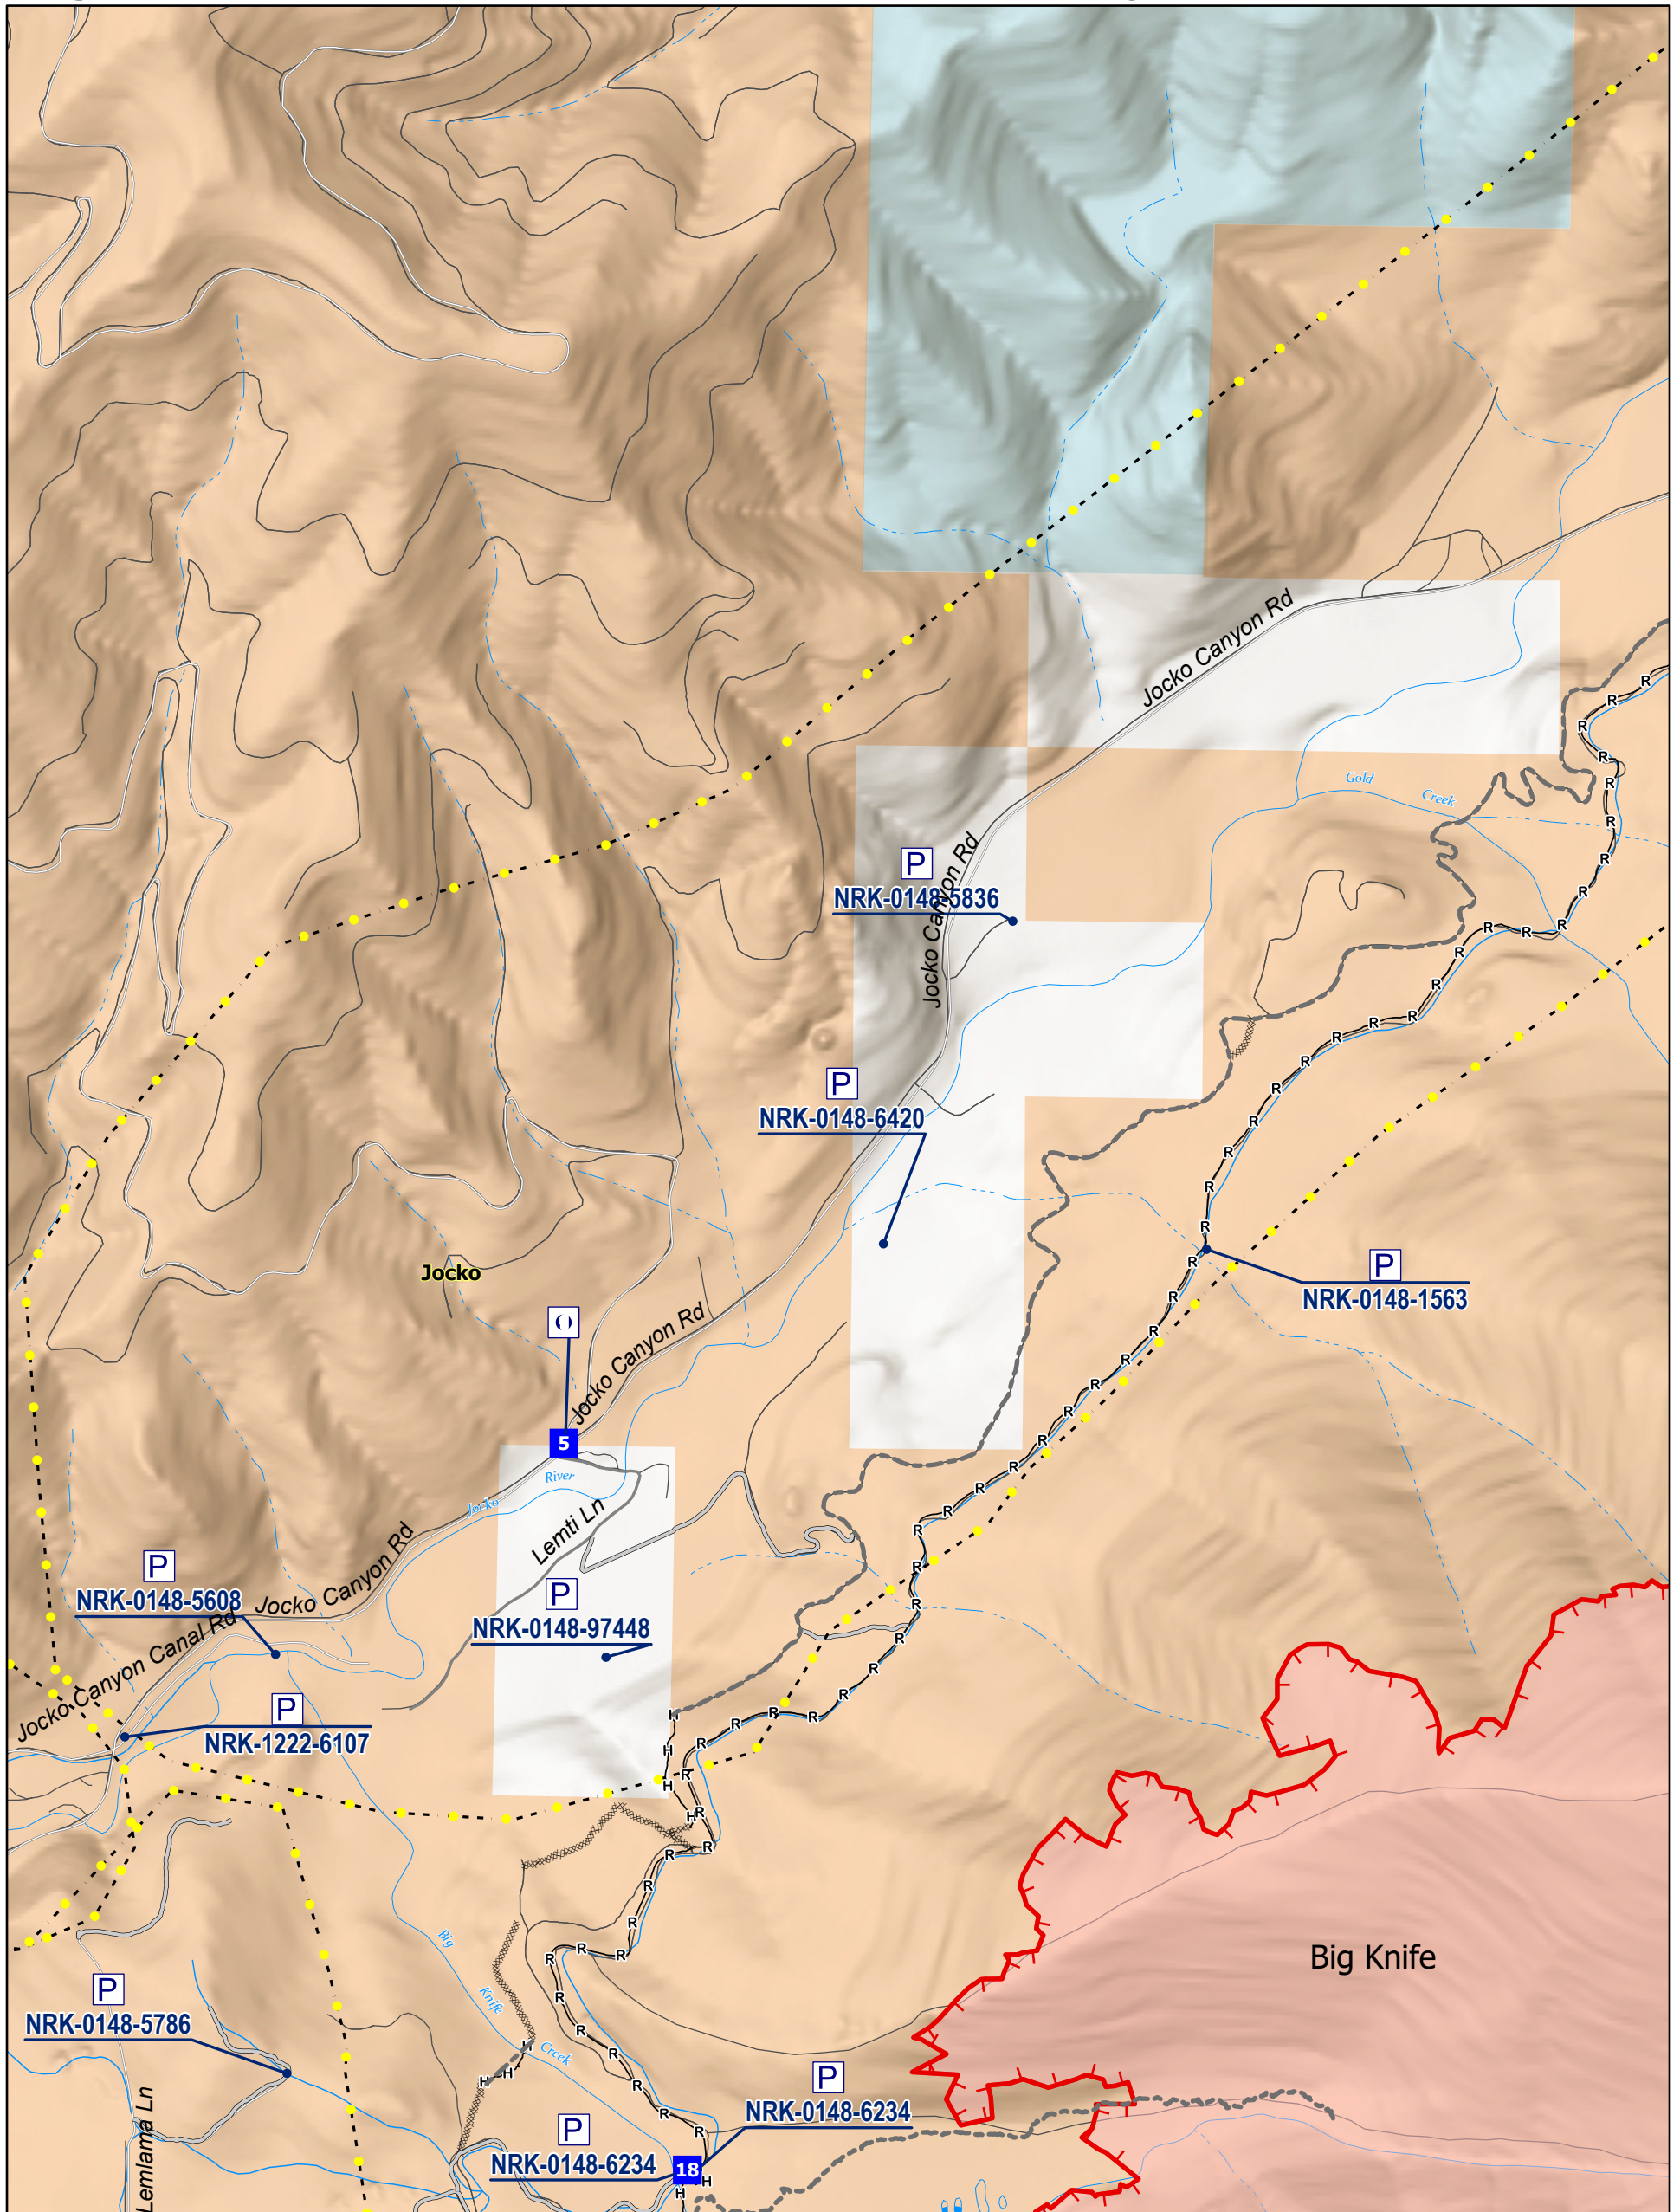 Jocko Canyon Rd
Gold
Creek
P
NRK-0148-5836
Jocko Canyon Rd
P
NRK-0148-6420
P
NRK-0148-1563
Jocko
Jocko Canyon Rd
5
River
Jocko
Lemti Ln
P
NRK-0148-5608
Jocko Canyon Rd
P
NRK-0148-97448
Jocko Canyon Canal Rd
P
NRK-1222-6107
Big
Knife
Creek
Big Knife
P
NRK-0148-5786
Lemlama Ln
P
NRK-0148-6234
P
NRK-0148-6234
18